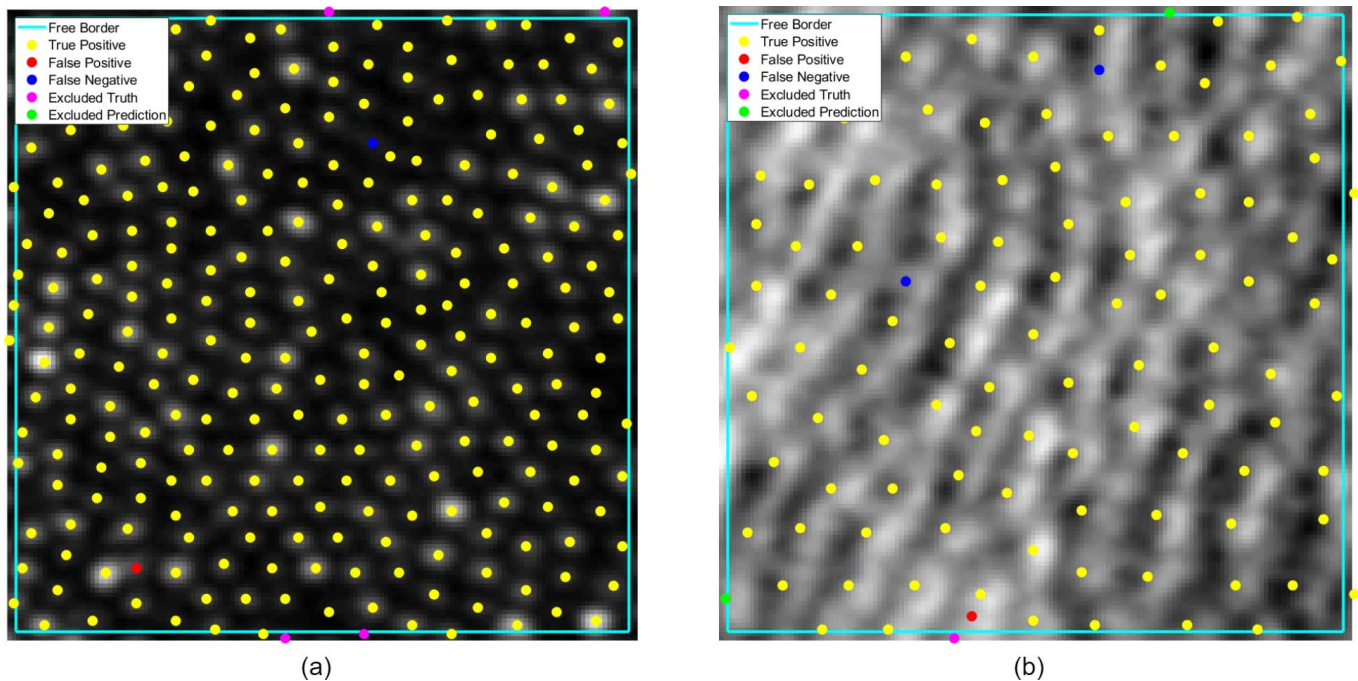 Free Border
True Positive
False Positive
False Negative
Excluded Truth
Excluded Prediction
Free Border
True Positive
False Positive
False Negative
Excluded Truth
Excluded Prediction
(a)
(b)